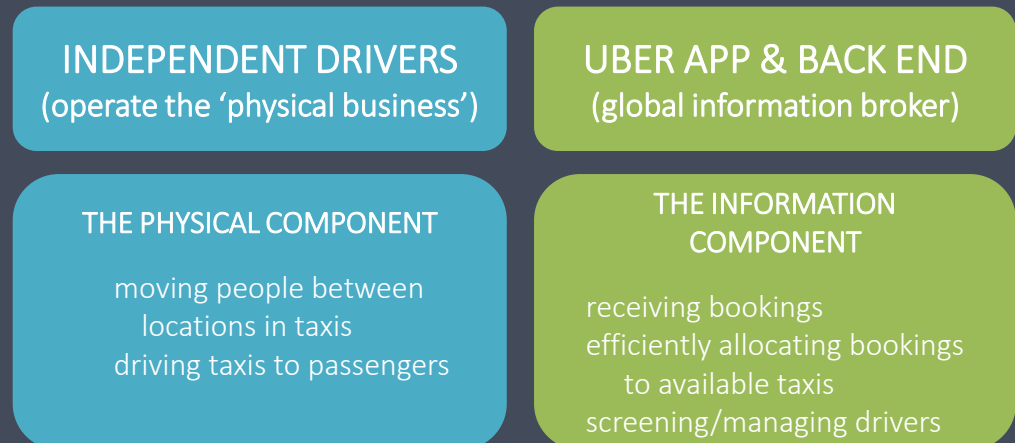 INDEPENDENT DRIVERS
(operate the ‘physical business’)
THE PHYSICAL COMPONENT
moving people between
locations in taxis
driving taxis to passengers
UBER APP & BACK END
(global information broker)
THE INFORMATION
COMPONENT
receiving bookings
efficiently allocating bookings
to available taxis
screening/managing drivers